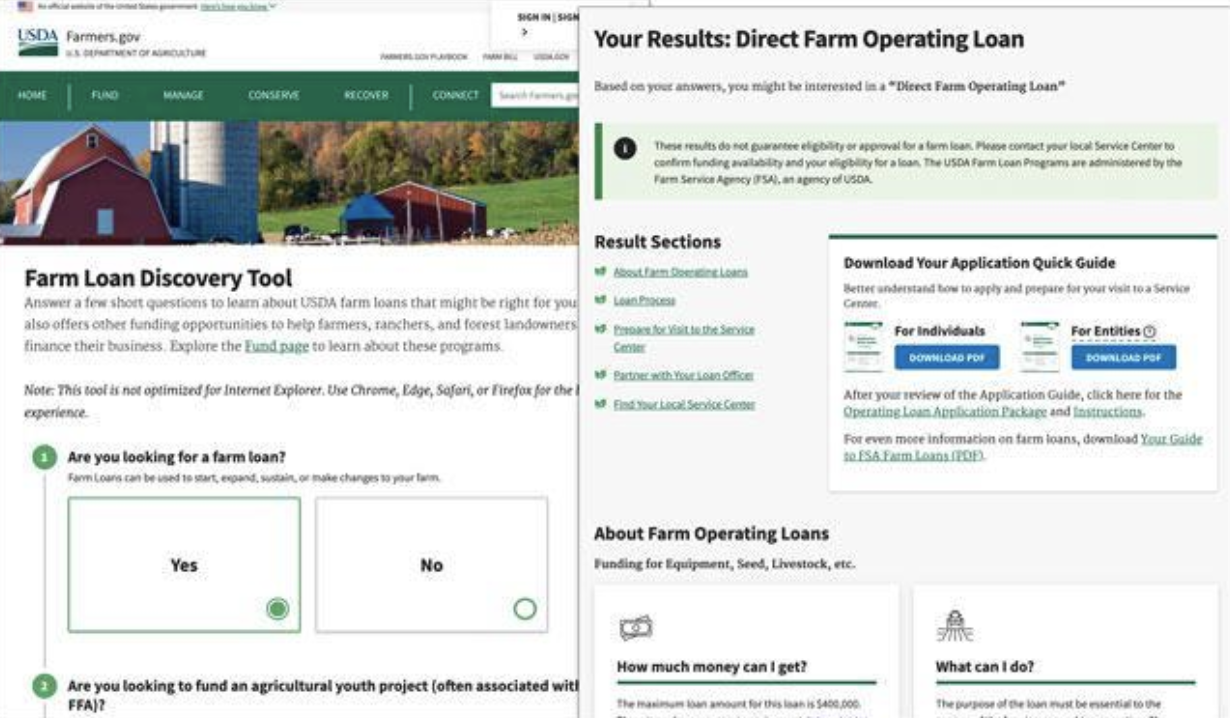 An official website of the United States government Here's how you know
SIGN IN | SIGN
USDA Farmers.gov
U.S. DEPARTMENT OF AGRICULTURE
FARMERS.GOV PLAYBOOK FARM BILL USDA.GOV
HOME FUND MANAGE CONSERVE RECOVER CONNECT Search Farmers.gov
Farm Loan Discovery Tool
Answer a few short questions to learn about USDA farm loans that might be right for you
also offers other funding opportunities to help farmers, ranchers, and forest landowners
finance their business. Explore the Fund page to learn about these programs.
Note: This tool is not optimized for Internet Explorer. Use Chrome, Edge, Safari, or Firefox for the
experience.
1 Are you looking for a farm loan?
Farm Loans can be used to start, expand, sustain, or make changes to your farm.
Yes
No
2 Are you looking to fund an agricultural youth project (often associated with
FFA)?
Your Results: Direct Farm Operating Loan
Based on your answers, you might be interested in a "Direct Farm Operating Loan"
These results do not guarantee eligibility or approval for a farm loan. Please contact your local Service Center to
confirm funding availability and your eligibility for a loan. The USDA Farm Loan Programs are administered by the
Farm Service Agency (FSA), an agency of USDA.
Result Sections
About Farm Operating Loans
Loan Process
Prepare for Visit to the Service
Center
Partner with Your Loan Officer
Find Your Local Service Center
Download Your Application Quick Guide
Better understand how to apply and prepare for your visit to a Service
Center.
For Individuals
DOWNLOAD PDF
For Entities
DOWNLOAD PDF
After your review of the Application Guide, click here for the
Operating Loan Application Package and Instructions.
For even more information on farm loans, download Your Guide
to FSA Farm Loans (PDF).
About Farm Operating Loans
Funding for Equipment, Seed, Livestock, etc.
How much money can I get?
The maximum loan amount for this loan is $400,000.
What can I do?
The purpose of the loan must be essential to the